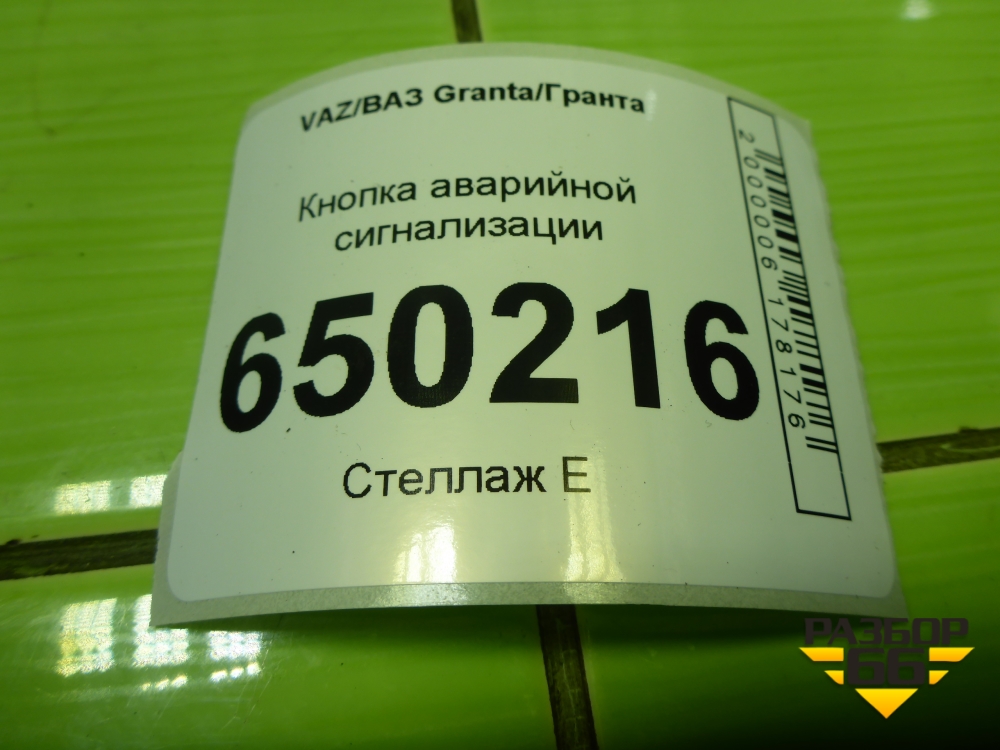 VAZ/ВАЗ Granta/Гранта
Кнопка аварийной
сигнализации
650216
Стеллаж Е
2000006178176
РАЗБОР
66